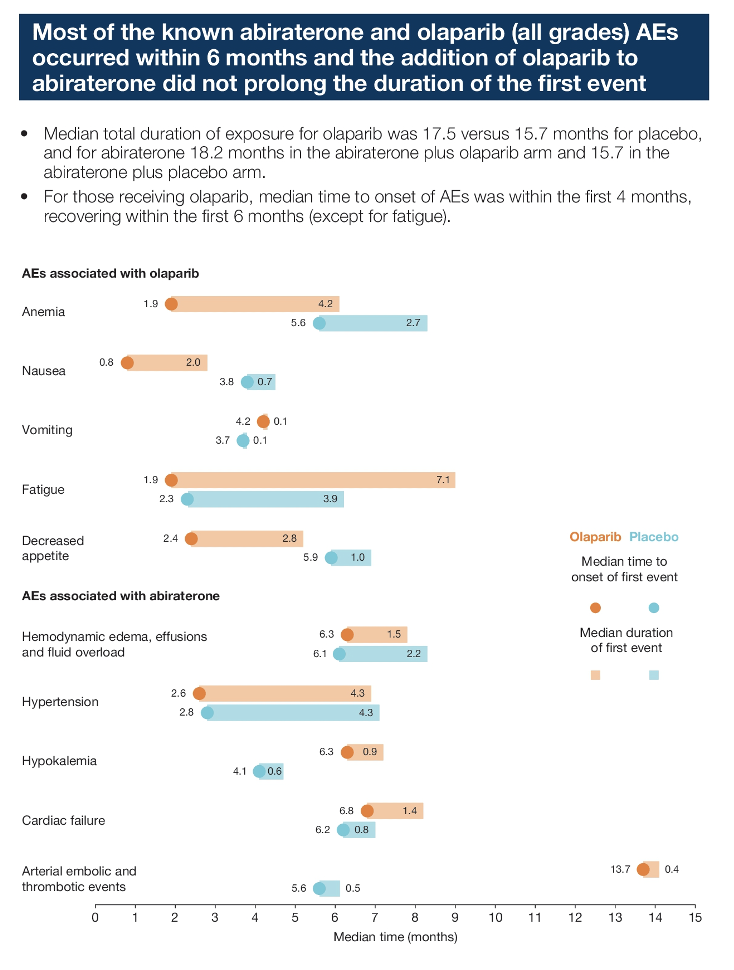 Most of the known abiraterone and olaparib (all grades) AEs
occurred within 6 months and the addition of olaparib to
abiraterone did not prolong the duration of the first event
• Median total duration of exposure for olaparib was 17.5 versus 15.7 months for placebo,
and for abiraterone 18.2 months in the abiraterone plus olaparib arm and 15.7 in the
abiraterone plus placebo arm.
• For those receiving olaparib, median time to onset of AEs was within the first 4 months,
recovering within the first 6 months (except for fatigue).
AEs associated with olaparib
Anemia
1.9 4.2
5.6 2.7
Nausea
0.8 2.0
3.8 0.7
Vomiting
4.2 0.1
3.7 0.1
Fatigue
1.9 7.1
2.3 3.9
Decreased
appetite
2.4 2.8
5.9 1.0
Olaparib Placebo
Median time to
onset of first event
Median duration
of first event
AEs associated with abiraterone
Hemodynamic edema, effusions
and fluid overload
6.3 1.5
6.1 2.2
Hypertension
2.6 4.3
2.8 4.3
Hypokalemia
6.3 0.9
4.1 0.6
Cardiac failure
6.8 1.4
6.2 0.8
Arterial embolic and
thrombotic events
13.7 0.4
5.6 0.5
0 1 2 3 4 5 6 7 8 9 10 11 12 13 14 15
Median time (months)